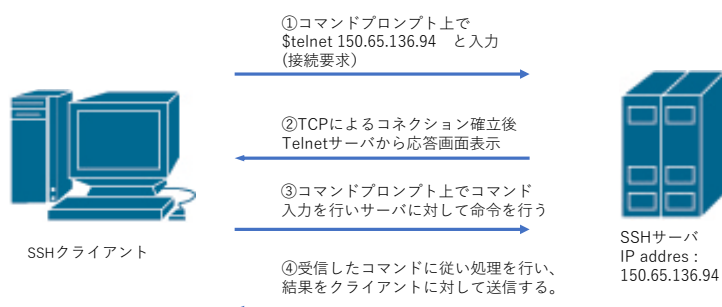 ①コマンドプロンプト上で
$telnet 150.65.136.94　と入力
(接続要求)
②TCPによるコネクション確立後
Telnetサーバから応答画面表示
③コマンドプロンプト上でコマンド
入力を行いサーバに対して命令を行う
SSHクライアント
SSHサーバ
IP addres :
150.65.136.94
④受信したコマンドに従い処理を行い、
結果をクライアントに対して送信する。